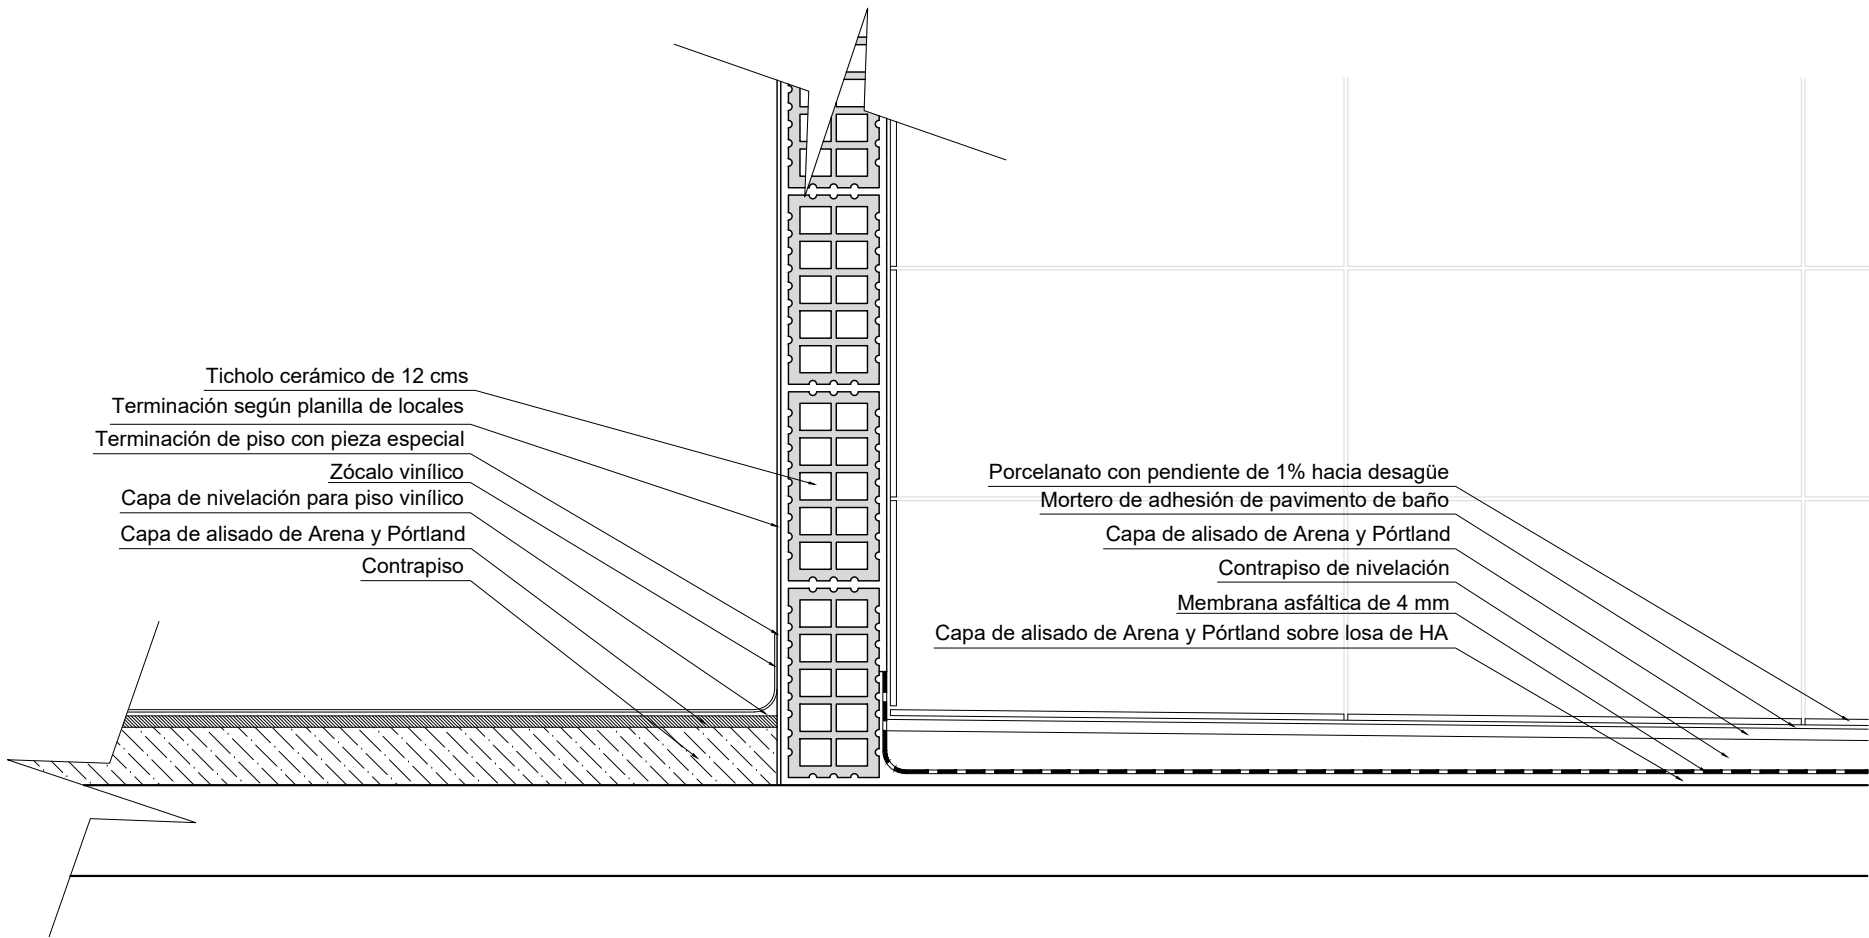 Ticholo cerámico de 12 cms
Terminación según planilla de locales
Terminación de piso con pieza especial
Zócalo vinílico
Capa de nivelación para piso vinílico
Capa de alisado de Arena y Pórtland
Contrapiso
Porcelanato con pendiente de 1% hacia desagüe
Mortero de adhesión de pavimento de baño
Capa de alisado de Arena y Pórtland
Contrapiso de nivelación
Membrana asfáltica de 4 mm
Capa de alisado de Arena y Pórtland sobre losa de HA